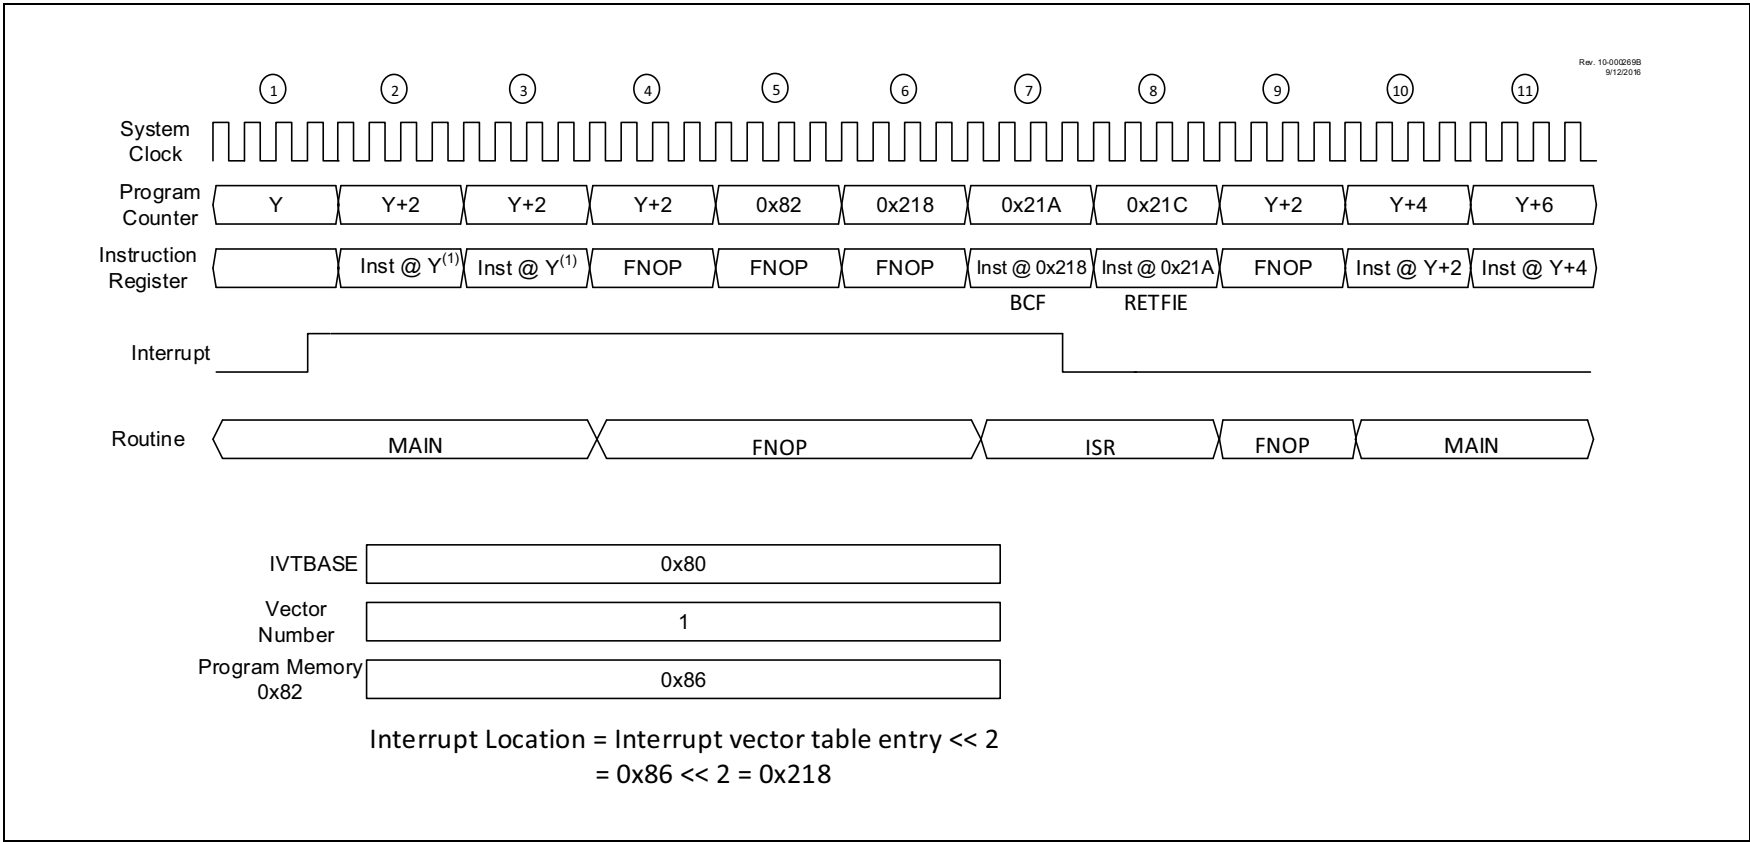 Rev. 10-000269B
9/12/2016
1 2 3 4 5 6 7 8 9 10 11
System
Clock
Program
Counter
Y Y+2 Y+2 Y+2 0x82 0x218 0x21A 0x21C Y+2 Y+4 Y+6
Instruction
Register
Inst @ Y(1) Inst @ Y(1) FNOP FNOP FNOP Inst @ 0x218 Inst @ 0x21A FNOP Inst @ Y+2 Inst @ Y+4
BCF RETFIE
Interrupt
Routine MAIN FNOP ISR FNOP MAIN
IVTBASE 0x80
Vector
Number
1
Program Memory
0x82
0x86
Interrupt Location = Interrupt vector table entry << 2
= 0x86 << 2 = 0x218